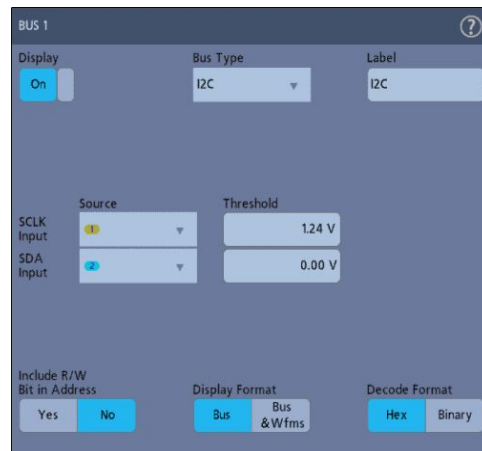 BUS 1 ?
Display Bus Type Label
On I2C I2C
Source Threshold
SCLK
Input 1 1.24 V
SDA
Input 2 0.00 V
Include R/W
Bit in Address Display Format Decode Format
Yes No Bus Bus
& Wfms Hex Binary